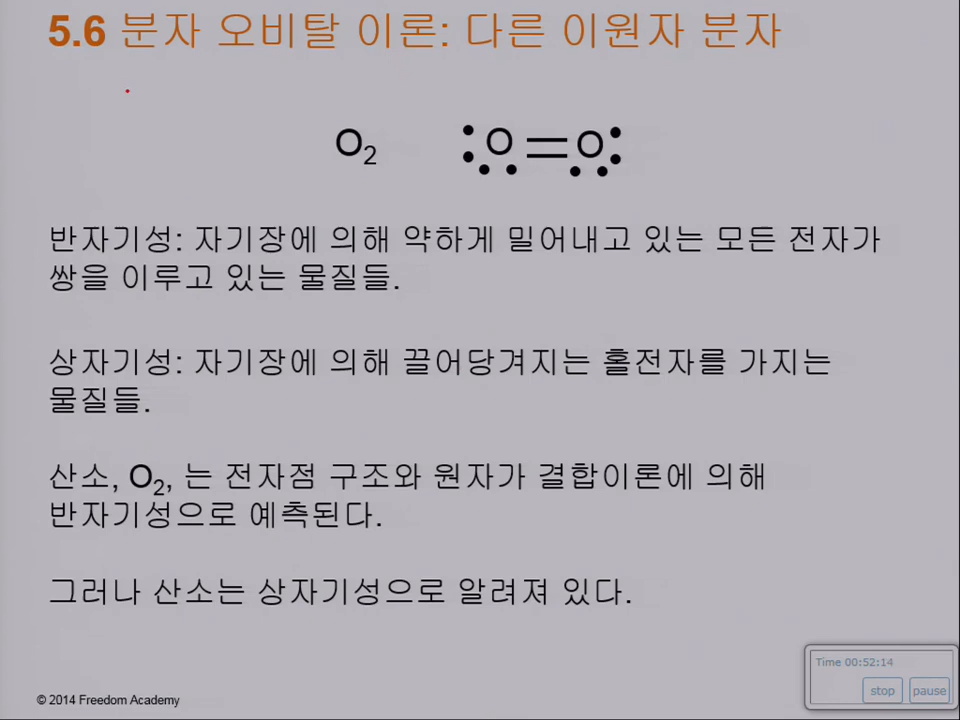 5.6 분자 오비탈 이론: 다른 이원자 분자
O₂ :O=O:
반자기성: 자기장에 의해 약하게 밀어내고 있는 모든 전자가
쌍을 이루고 있는 물질들.
상자기성: 자기장에 의해 끌어당겨지는 홀전자를 가지는
물질들.
산소, O₂, 는 전자점 구조와 원자가 결합이론에 의해
반자기성으로 예측된다.
그러나 산소는 상자기성으로 알려져 있다.
Time 00:52:14
stop pause
© 2014 Freedom Academy